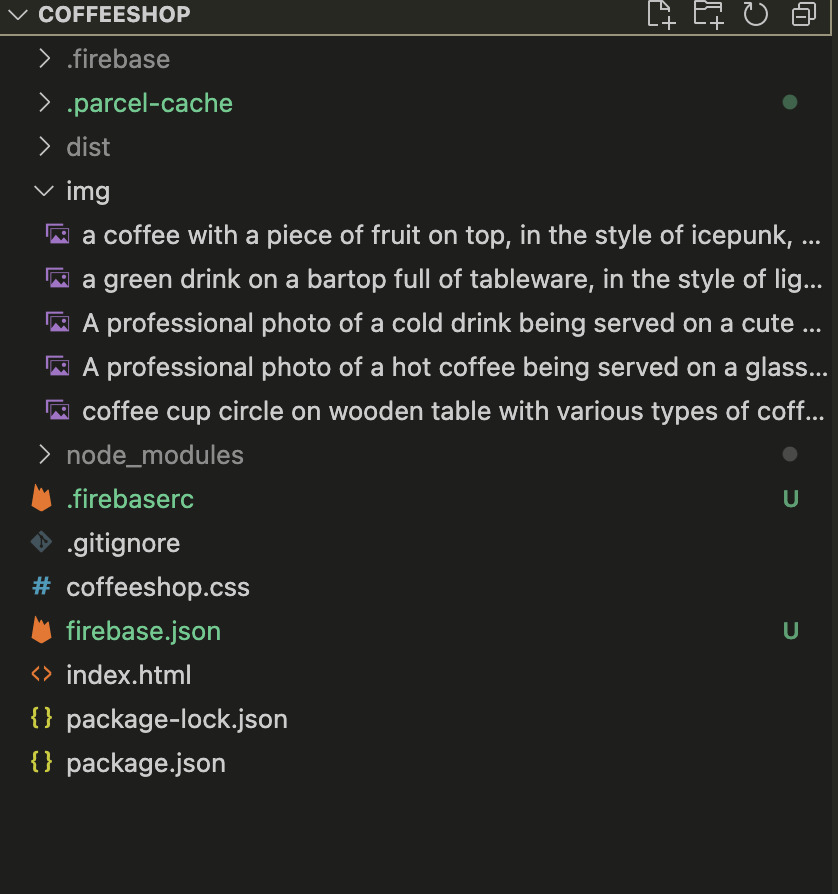 COFFEESHOP
.firebase
.parcel-cache
dist
img
a coffee with a piece of fruit on top, in the style of icepunk, ...
a green drink on a bartop full of tableware, in the style of lig...
A professional photo of a cold drink being served on a cute ...
A professional photo of a hot coffee being served on a glass...
coffee cup circle on wooden table with various types of coff...
node_modules
.firebaserc U
.gitignore
# coffeeshop.css
firebase.json U
<> index.html
{} package-lock.json
{} package.json